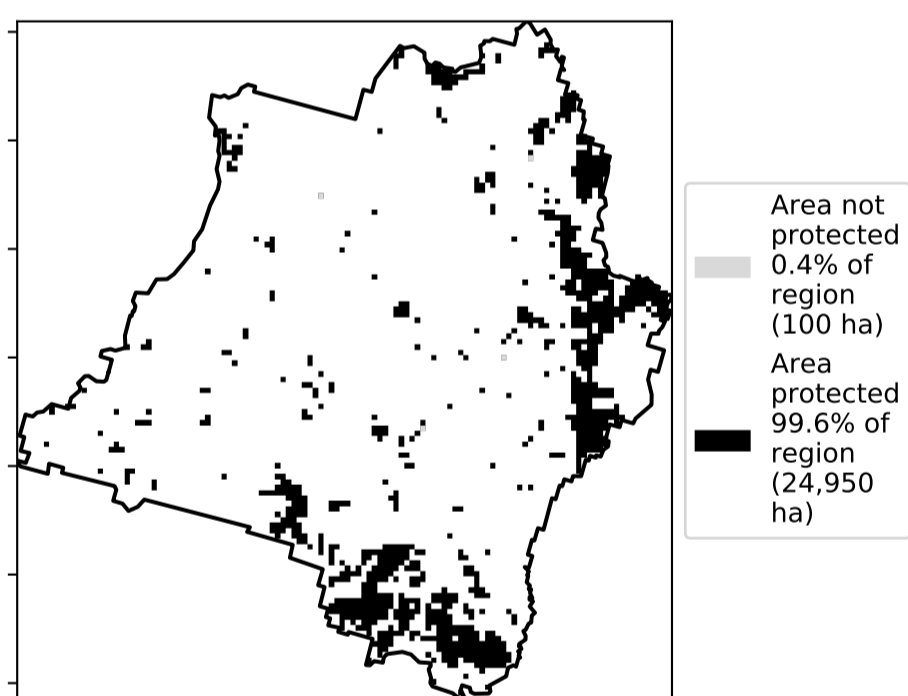 Area not
protected
0.4% of
region
(100 ha)
Area
protected
99.6% of
region
(24,950
ha)